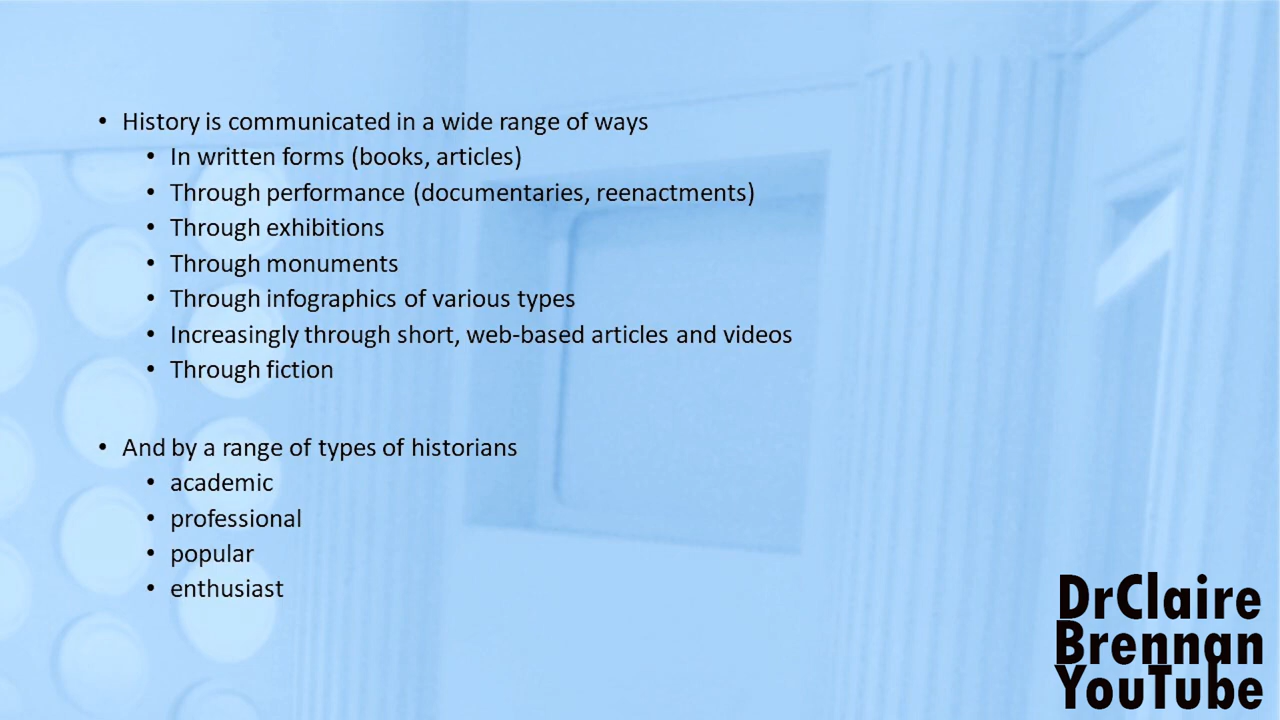 • History is communicated in a wide range of ways
• In written forms (books, articles)
• Through performance (documentaries, reenactments)
• Through exhibitions
• Through monuments
• Through infographics of various types
• Increasingly through short, web-based articles and videos
• Through fiction
• And by a range of types of historians
• academic
• professional
• popular
• enthusiast
DrClaire
Brennan
YouTube